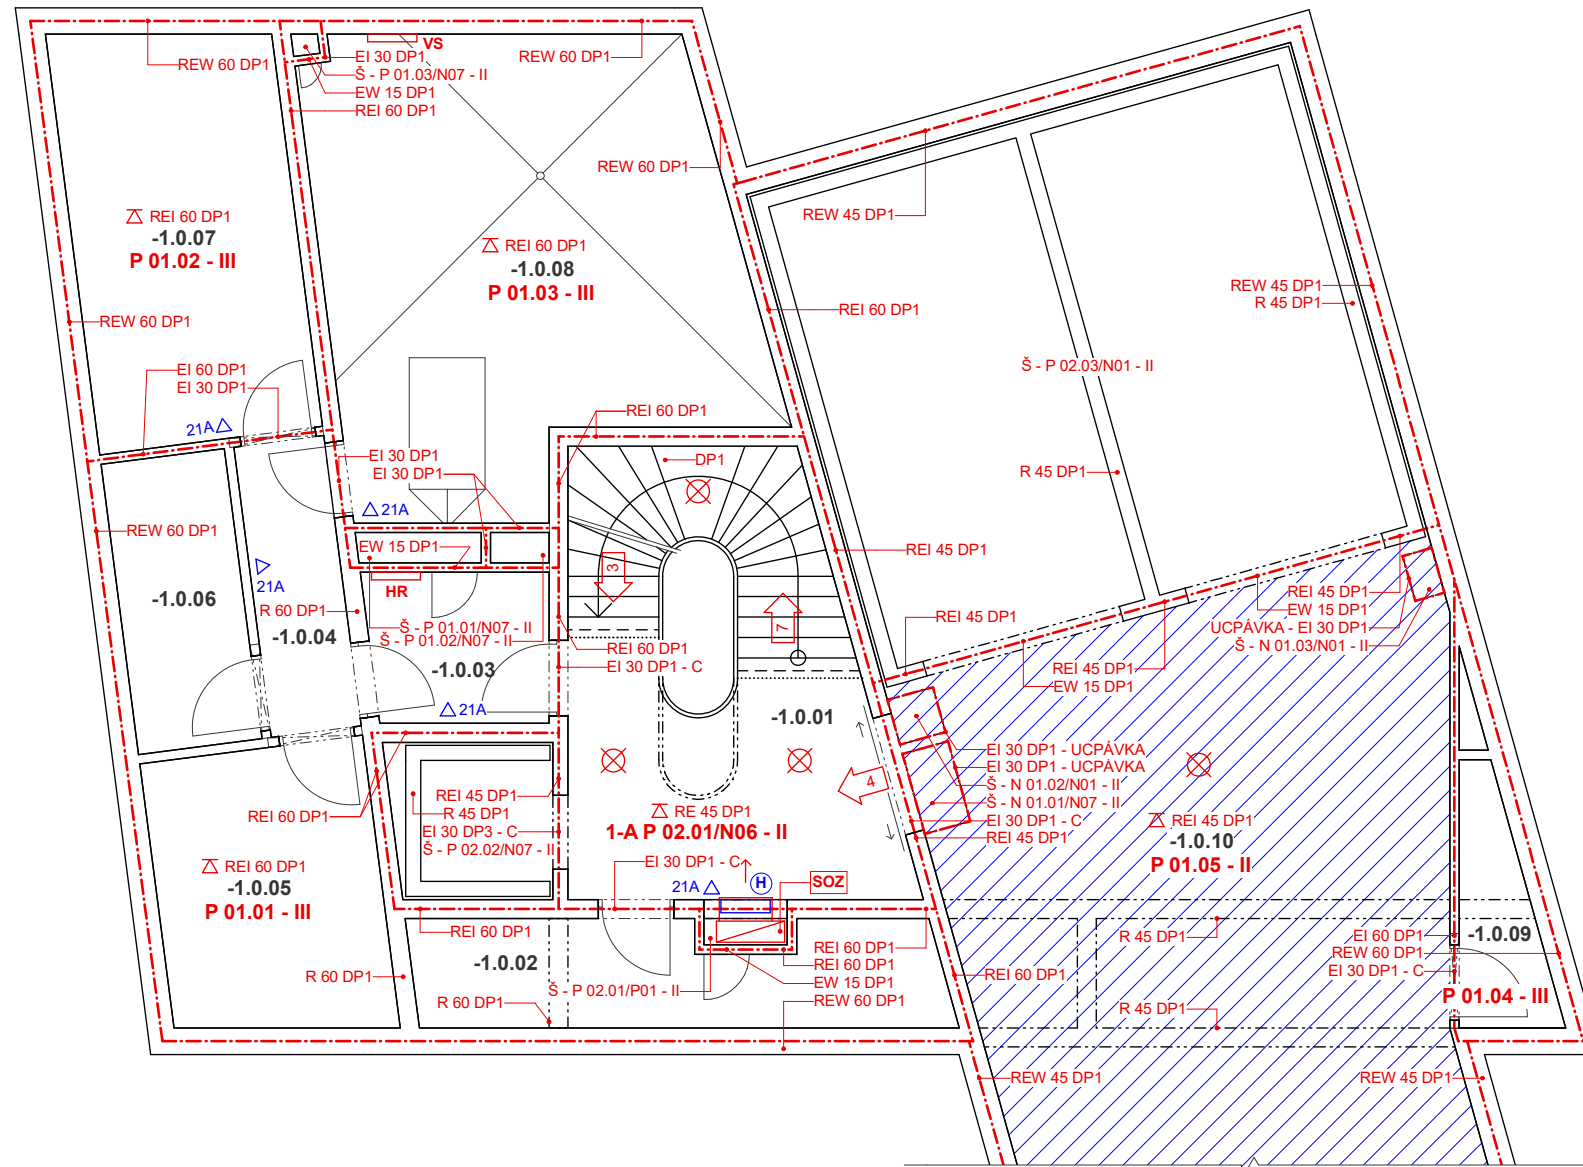 VS
REW 60 DP1
EI 30 DP1
Š - P 01.03/N07 - II
EW 15 DP1
REI 60 DP1
REW 60 DP1
REW 60 DP1
REW 45 DP1
REI 60 DP1
-1.0.07
P 01.02 - III
REI 60 DP1
-1.0.08
P 01.03 - III
REW 45 DP1
R 45 DP1
REW 60 DP1
REI 60 DP1
EI 60 DP1
EI 30 DP1
Š - P 02.03/N01 - II
21A
REI 60 DP1
EI 30 DP1
EI 30 DP1
DP1
R 45 DP1
21A
REW 60 DP1
EW 15 DP1
REI 45 DP1
3
21A
HR
-1.0.06
R 60 DP1
Š - P 01.01/N07 - II
Š - P 01.02/N07 - II
-1.0.04
-1.0.03
7
REI 60 DP1
EI 30 DP1 - C
REI 45 DP1
REI 45 DP1
EW 15 DP1
UCPÁVKA - EI 30 DP1
Š - N 01.03/N01 - II
REI 45 DP1
EW 15 DP1
21A
-1.0.01
EI 30 DP1 - UCPÁVKA
EI 30 DP1 - UCPÁVKA
Š - N 01.02/N01 - II
Š - N 01.01/N07 - II
EI 30 DP1 - C
REI 45 DP1
4
REI 60 DP1
REI 45 DP1
R 45 DP1
EI 30 DP3 - C
Š - P 02.02/N07 - II
RE 45 DP1
1-A P 02.01/N06 - II
REI 45 DP1
-1.0.10
P 01.05 - II
REI 60 DP1
-1.0.05
P 01.01 - III
EI 30 DP1 - C
21A
H
SOZ
REI 60 DP1
R 60 DP1
-1.0.02
R 60 DP1
Š - P 02.01/P01 - II
REI 60 DP1
REI 60 DP1
EW 15 DP1
REW 60 DP1
REI 60 DP1
R 45 DP1
R 45 DP1
EI 60 DP1
REW 60 DP1
EI 30 DP1 - C
-1.0.09
P 01.04 - III
REW 45 DP1
REW 45 DP1